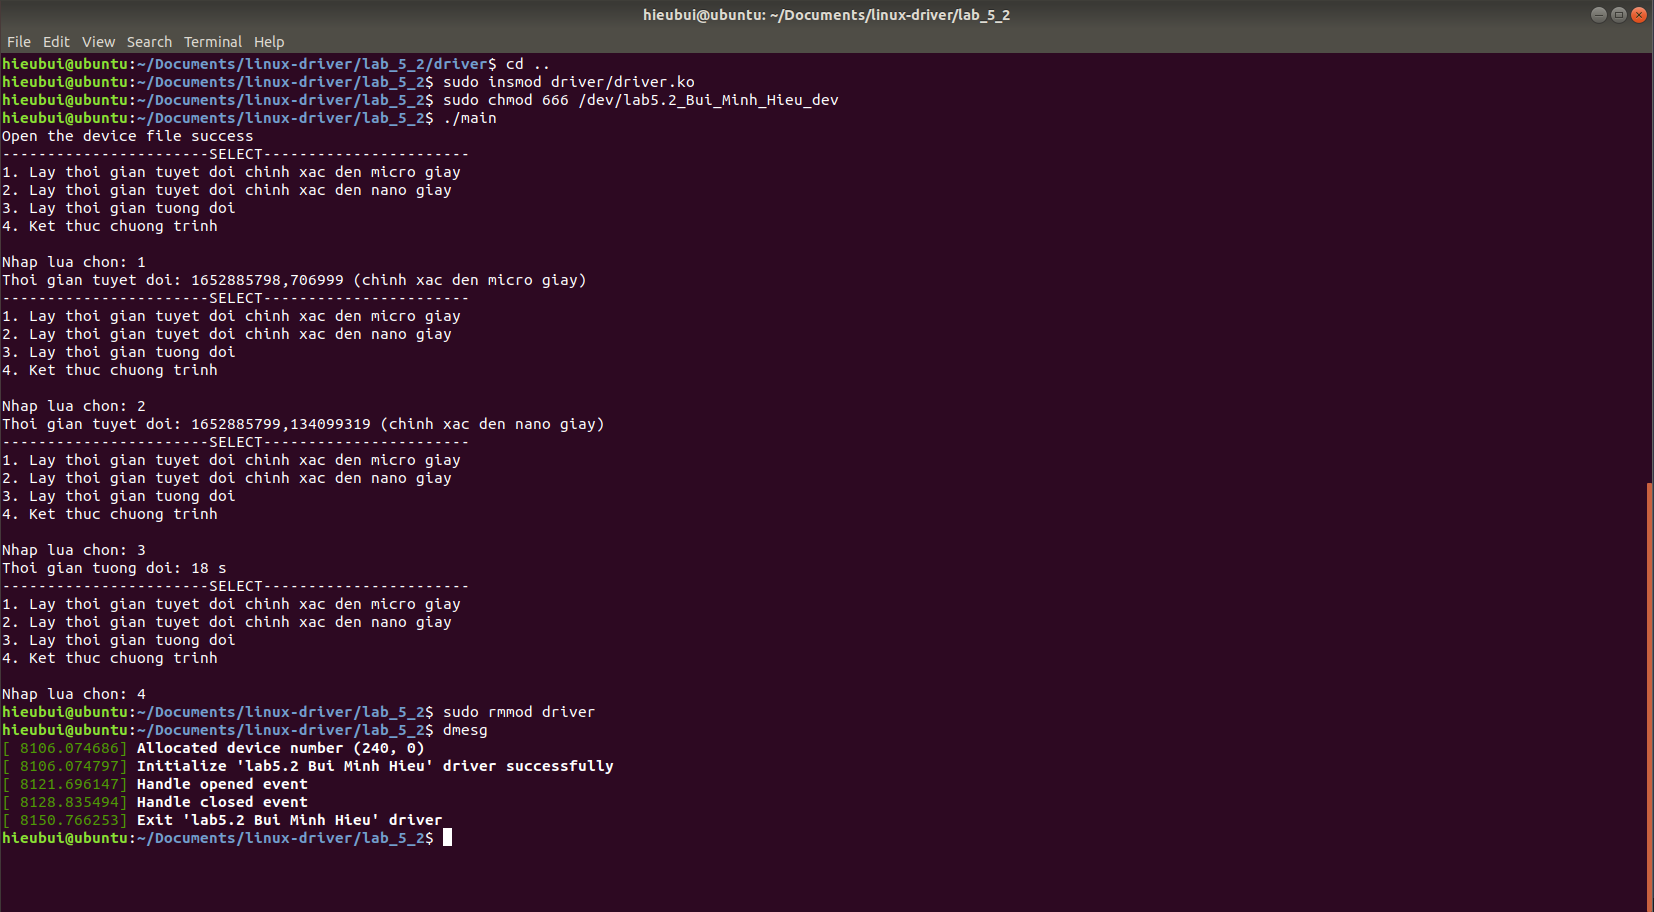 hieubui@ubuntu: ~/Documents/linux-driver/lab_5_2
File Edit View Search Terminal Help
hieubui@ubuntu:~/Documents/linux-driver/lab_5_2/driver$ cd ..
hieubui@ubuntu:~/Documents/linux-driver/lab_5_2$ sudo insmod driver/driver.ko
hieubui@ubuntu:~/Documents/linux-driver/lab_5_2$ sudo chmod 666 /dev/lab5.2_Bui_Minh_Hieu_dev
hieubui@ubuntu:~/Documents/linux-driver/lab_5_2$ ./main
Open the device file success
-----------------------SELECT-----------------------
1. Lay thoi gian tuyet doi chinh xac den micro giay
2. Lay thoi gian tuyet doi chinh xac den nano giay
3. Lay thoi gian tuong doi
4. Ket thuc chuong trinh
Nhap lua chon: 1
Thoi gian tuyet doi: 1652885798,706999 (chinh xac den micro giay)
-----------------------SELECT-----------------------
1. Lay thoi gian tuyet doi chinh xac den micro giay
2. Lay thoi gian tuyet doi chinh xac den nano giay
3. Lay thoi gian tuong doi
4. Ket thuc chuong trinh
Nhap lua chon: 2
Thoi gian tuyet doi: 1652885799,134099319 (chinh xac den nano giay)
-----------------------SELECT-----------------------
1. Lay thoi gian tuyet doi chinh xac den micro giay
2. Lay thoi gian tuyet doi chinh xac den nano giay
3. Lay thoi gian tuong doi
4. Ket thuc chuong trinh
Nhap lua chon: 3
Thoi gian tuong doi: 18 s
-----------------------SELECT-----------------------
1. Lay thoi gian tuyet doi chinh xac den micro giay
2. Lay thoi gian tuyet doi chinh xac den nano giay
3. Lay thoi gian tuong doi
4. Ket thuc chuong trinh
Nhap lua chon: 4
hieubui@ubuntu:~/Documents/linux-driver/lab_5_2$ sudo rmmod driver
hieubui@ubuntu:~/Documents/linux-driver/lab_5_2$ dmesg
[ 8106.074686] Allocated device number (240, 0)
[ 8106.074797] Initialize 'lab5.2 Bui Minh Hieu' driver successfully
[ 8121.696147] Handle opened event
[ 8128.835494] Handle closed event
[ 8150.766253] Exit 'lab5.2 Bui Minh Hieu' driver
hieubui@ubuntu:~/Documents/linux-driver/lab_5_2$